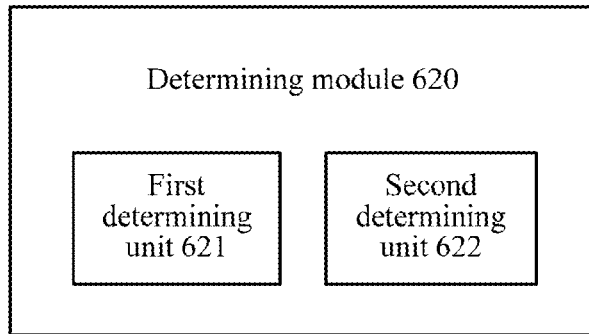 Determining module 620
First
determining
unit 621
Second
determining
unit 622